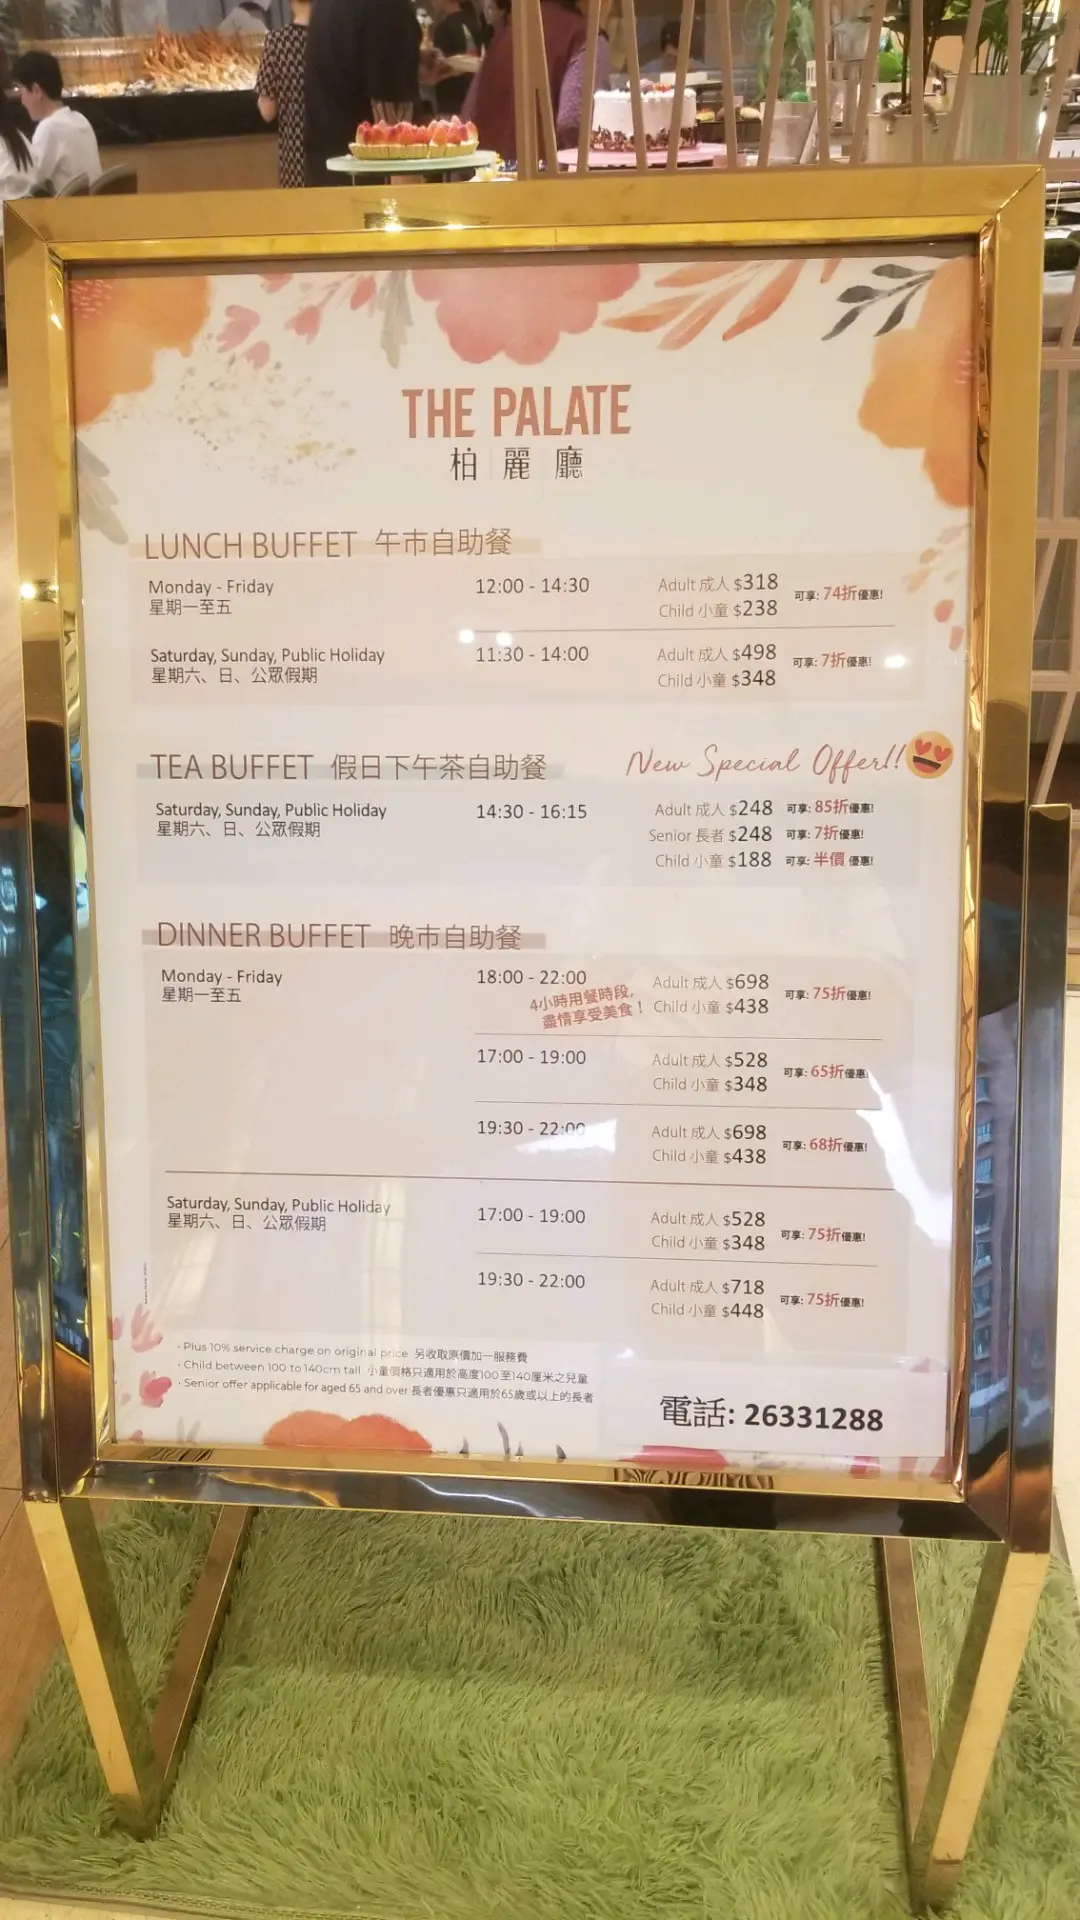 THE PALATE
柏麗廳
LUNCH BUFFET 午市自助餐
Monday - Friday 12:00 - 14:30 Adult 成人 $318 可享: 74折優惠!
星期一至五 Child 小童 $238
Saturday, Sunday, Public Holiday 11:30 - 14:00 Adult 成人 $498 可享: 7折優惠!
星期六、日、公眾假期 Child 小童 $348
TEA BUFFET 假日下午茶自助餐 New Special Offer!!
Saturday, Sunday, Public Holiday 14:30 - 16:15 Adult 成人 $248 可享: 85折優惠!
星期六、日、公眾假期 Senior 長者 $248 可享: 7折優惠!
Child 小童 $188 可享: 半價 優惠!
DINNER BUFFET 晚市自助餐
Monday - Friday 18:00 - 22:00 Adult 成人 $698 可享: 75折優惠!
星期一至五 4小時用餐時段, Child 小童 $438
盡情享受美食！
17:00 - 19:00 Adult 成人 $528 可享: 65折優惠!
Child 小童 $348
19:30 - 22:00 Adult 成人 $698 可享: 68折優惠!
Child 小童 $438
Saturday, Sunday, Public Holiday 17:00 - 19:00 Adult 成人 $528 可享: 75折優惠!
星期六、日、公眾假期 Child 小童 $348
19:30 - 22:00 Adult 成人 $718 可享: 75折優惠!
Child 小童 $448
· Plus 10% service charge on original price 另收取原價加一服務費
· Child between 100 to 140cm tall 小童價格只適用於高度100至140厘米之兒童
· Senior offer applicable for aged 65 and over 長者優惠只適用於65歲或以上的長者
電話: 26331288